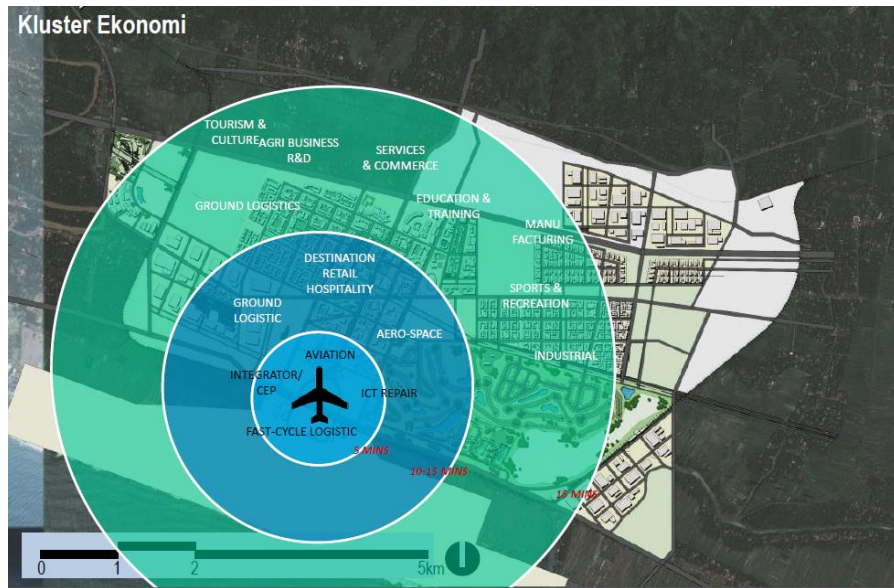 Kluster Ekonomi
TOURISM &
CULTURE
AGRI BUSINESS
R&D
SERVICES
& COMMERCE
GROUND LOGISTICS
EDUCATION &
TRAINING
MANU
FACTURING
DESTINATION
RETAIL
HOSPITALITY
SPORTS &
RECREATION
GROUND
LOGISTIC
AERO-SPACE
INDUSTRIAL
AVIATION
INTEGRATOR/
CEP
ICT REPAIR
FAST-CYCLE LOGISTIC
5 MINS
10-15 MINS
15 MINS
0
1
2
5km